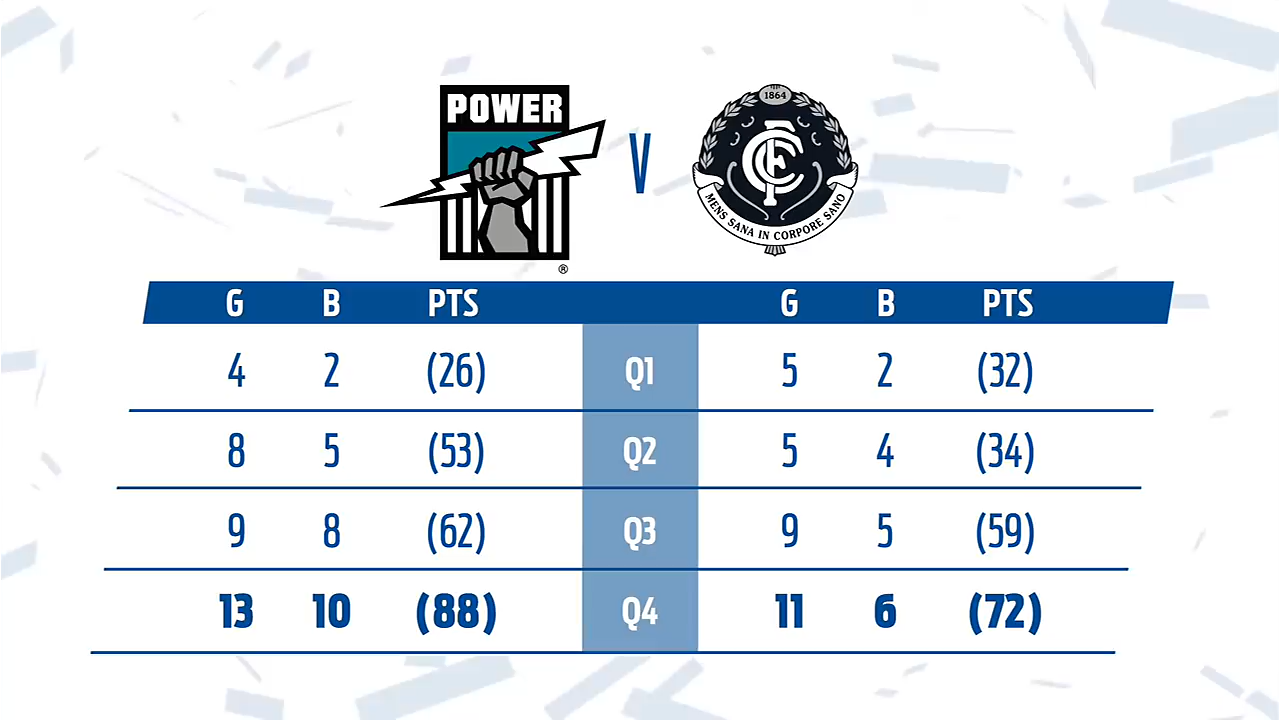 POWER
®
V
1864
CFC
MENS SANA IN CORPORE SANO
G B PTS G B PTS
4 2 (26) Q1 5 2 (32)
8 5 (53) Q2 5 4 (34)
9 8 (62) Q3 9 5 (59)
13 10 (88) Q4 11 6 (72)